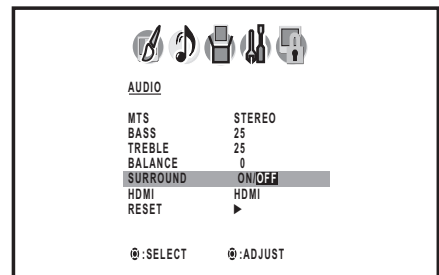 AUDIO
MTS STEREO
BASS 25
TREBLE 25
BALANCE 0
SURROUND ON/OFF
HDMI HDMI
RESET
:SELECT :ADJUST